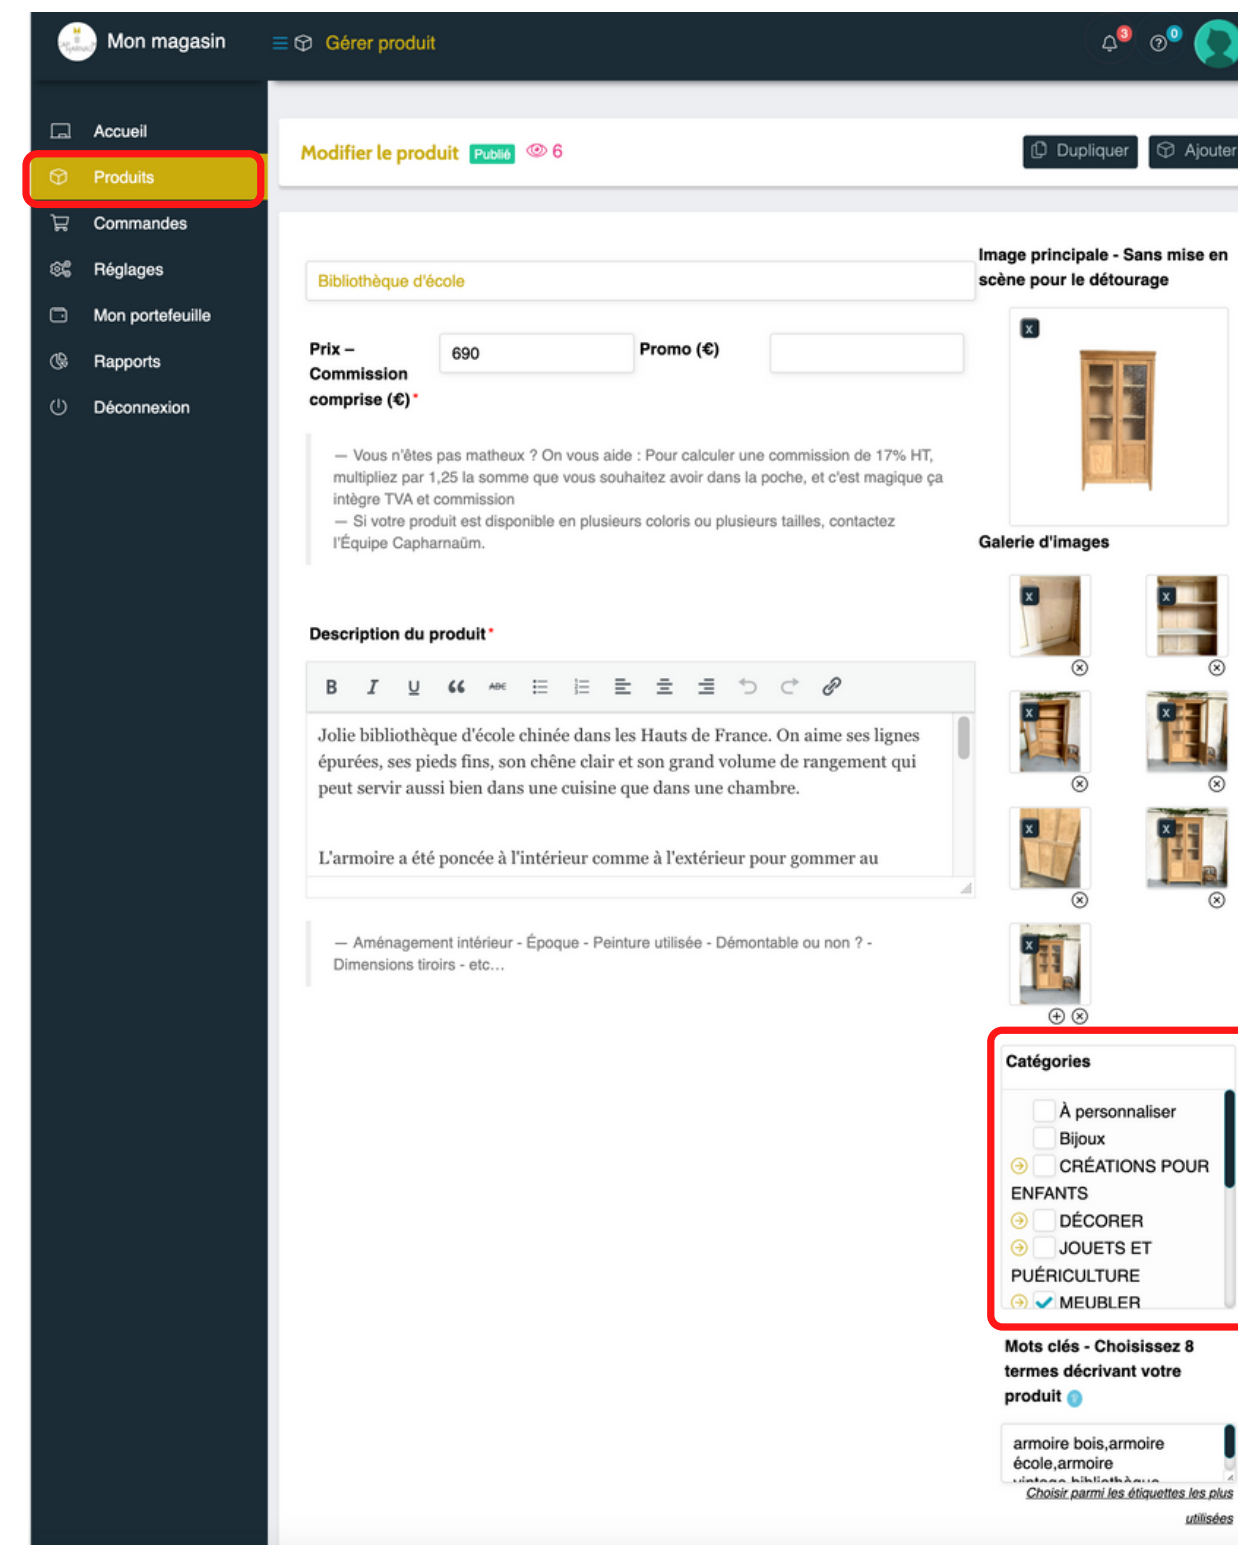 Mon magasin
Gérer produit
3
0
Accueil
Produits
Commandes
Réglages
Mon portefeuille
Rapports
Déconnexion
Modifier le produit Publié 6
Dupliquer
Ajouter
Bibliothèque d'école
Prix –
Commission
comprise (€)*
690
Promo (€)
— Vous n'êtes pas matheux ? On vous aide : Pour calculer une commission de 17% HT,
multipliez par 1,25 la somme que vous souhaitez avoir dans la poche, et c'est magique ça
intègre TVA et commission
— Si votre produit est disponible en plusieurs coloris ou plusieurs tailles, contactez
l'Équipe Capharnaüm.
Description du produit*
B I U ABC
Jolie bibliothèque d'école chinée dans les Hauts de France. On aime ses lignes
épurées, ses pieds fins, son chêne clair et son grand volume de rangement qui
peut servir aussi bien dans une cuisine que dans une chambre.
L'armoire a été poncée à l'intérieur comme à l'extérieur pour gommer au
— Aménagement intérieur - Époque - Peinture utilisée - Démontable ou non ? -
Dimensions tiroirs - etc…
Image principale - Sans mise en
scène pour le détourage
x
Galerie d'images
x x
x x
x x
x
Catégories
À personnaliser
Bijoux
CRÉATIONS POUR
ENFANTS
DÉCORER
JOUETS ET
PUÉRICULTURE
MEUBLER
Mots clés - Choisissez 8
termes décrivant votre
produit
armoire bois,armoire
école,armoire
vintage,bibliothèque
Choisir parmi les étiquettes les plus
utilisées